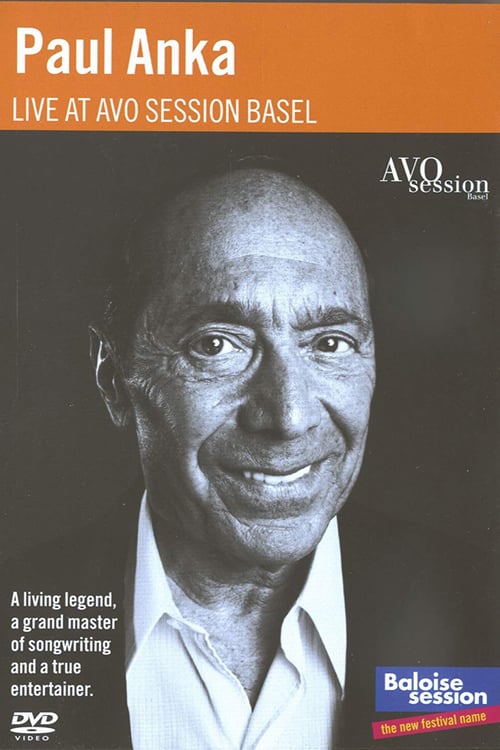 Paul Anka
LIVE AT AVO SESSION BASEL
AVO
session
Basel
A living legend,
a grand master
of songwriting
and a true
entertainer.
Baloise
session
the new festival name
DVD
VIDEO